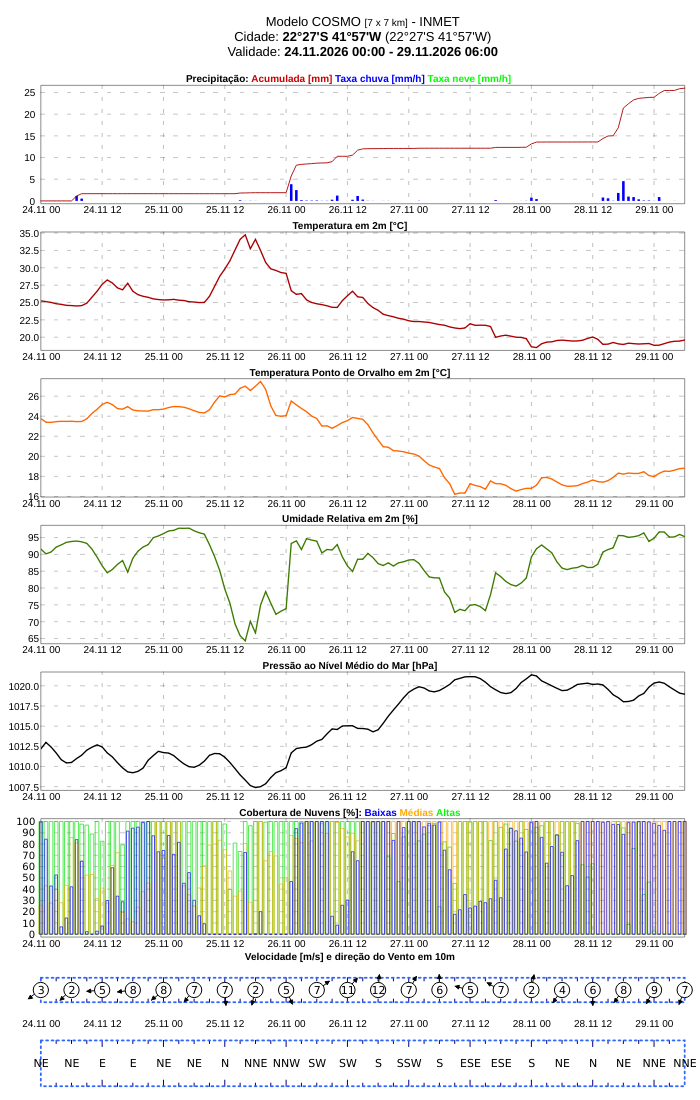 Modelo COSMO [7 x 7 km] - INMET
Cidade: 22°27'S 41°57'W (22°27'S 41°57'W)
Validade: 24.11.2026 00:00 - 29.11.2026 06:00
Precipitação: Acumulada [mm] Taxa chuva [mm/h] Taxa neve [mm/h]
25
20
15
10
5
0
24.11 00 24.11 12 25.11 00 25.11 12 26.11 00 26.11 12 27.11 00 27.11 12 28.11 00 28.11 12 29.11 00
Temperatura em 2m [°C]
35.0
32.5
30.0
27.5
25.0
22.5
20.0
24.11 00 24.11 12 25.11 00 25.11 12 26.11 00 26.11 12 27.11 00 27.11 12 28.11 00 28.11 12 29.11 00
Temperatura Ponto de Orvalho em 2m [°C]
26
24
22
20
18
16
24.11 00 24.11 12 25.11 00 25.11 12 26.11 00 26.11 12 27.11 00 27.11 12 28.11 00 28.11 12 29.11 00
Umidade Relativa em 2m [%]
95
90
85
80
75
70
65
24.11 00 24.11 12 25.11 00 25.11 12 26.11 00 26.11 12 27.11 00 27.11 12 28.11 00 28.11 12 29.11 00
Pressão ao Nível Médio do Mar [hPa]
1020.0
1017.5
1015.0
1012.5
1010.0
1007.5
24.11 00 24.11 12 25.11 00 25.11 12 26.11 00 26.11 12 27.11 00 27.11 12 28.11 00 28.11 12 29.11 00
Cobertura de Nuvens [%]: Baixas Médias Altas
100
90
80
70
60
50
40
30
20
10
0
24.11 00 24.11 12 25.11 00 25.11 12 26.11 00 26.11 12 27.11 00 27.11 12 28.11 00 28.11 12 29.11 00
Velocidade [m/s] e direção do Vento em 10m
3 2 5 8 8 7 7 2 5 7 11 12 7 6 5 7 2 4 6 8 9 7
24.11 00 24.11 12 25.11 00 25.11 12 26.11 00 26.11 12 27.11 00 27.11 12 28.11 00 28.11 12 29.11 00
NE NE E E NE NE N NNE NNW SW SW S SSW S ESE ESE S NE N NE NNE NNE